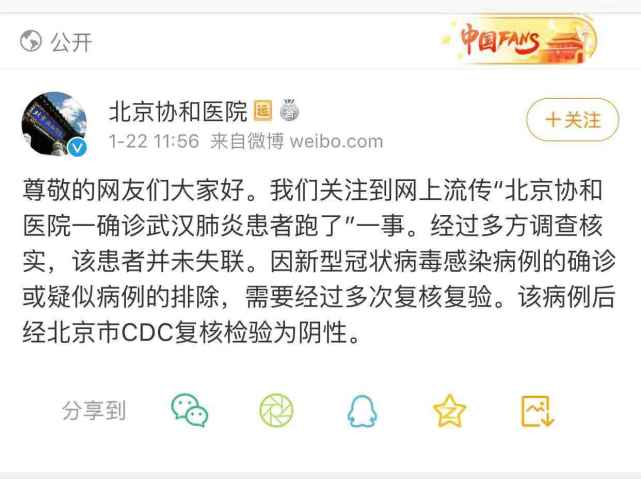 公开
中国FANS
北京协和医院
1-22 11:56 来自微博 weibo.com
+关注
尊敬的网友们大家好。我们关注到网上流传“北京协和
医院一确诊武汉肺炎患者跑了”一事。经过多方调查核
实，该患者并未失联。因新型冠状病毒感染病例的确诊
或疑似病例的排除，需要经过多次复核复验。该病例后
经北京市CDC复核检验为阴性。
分享到